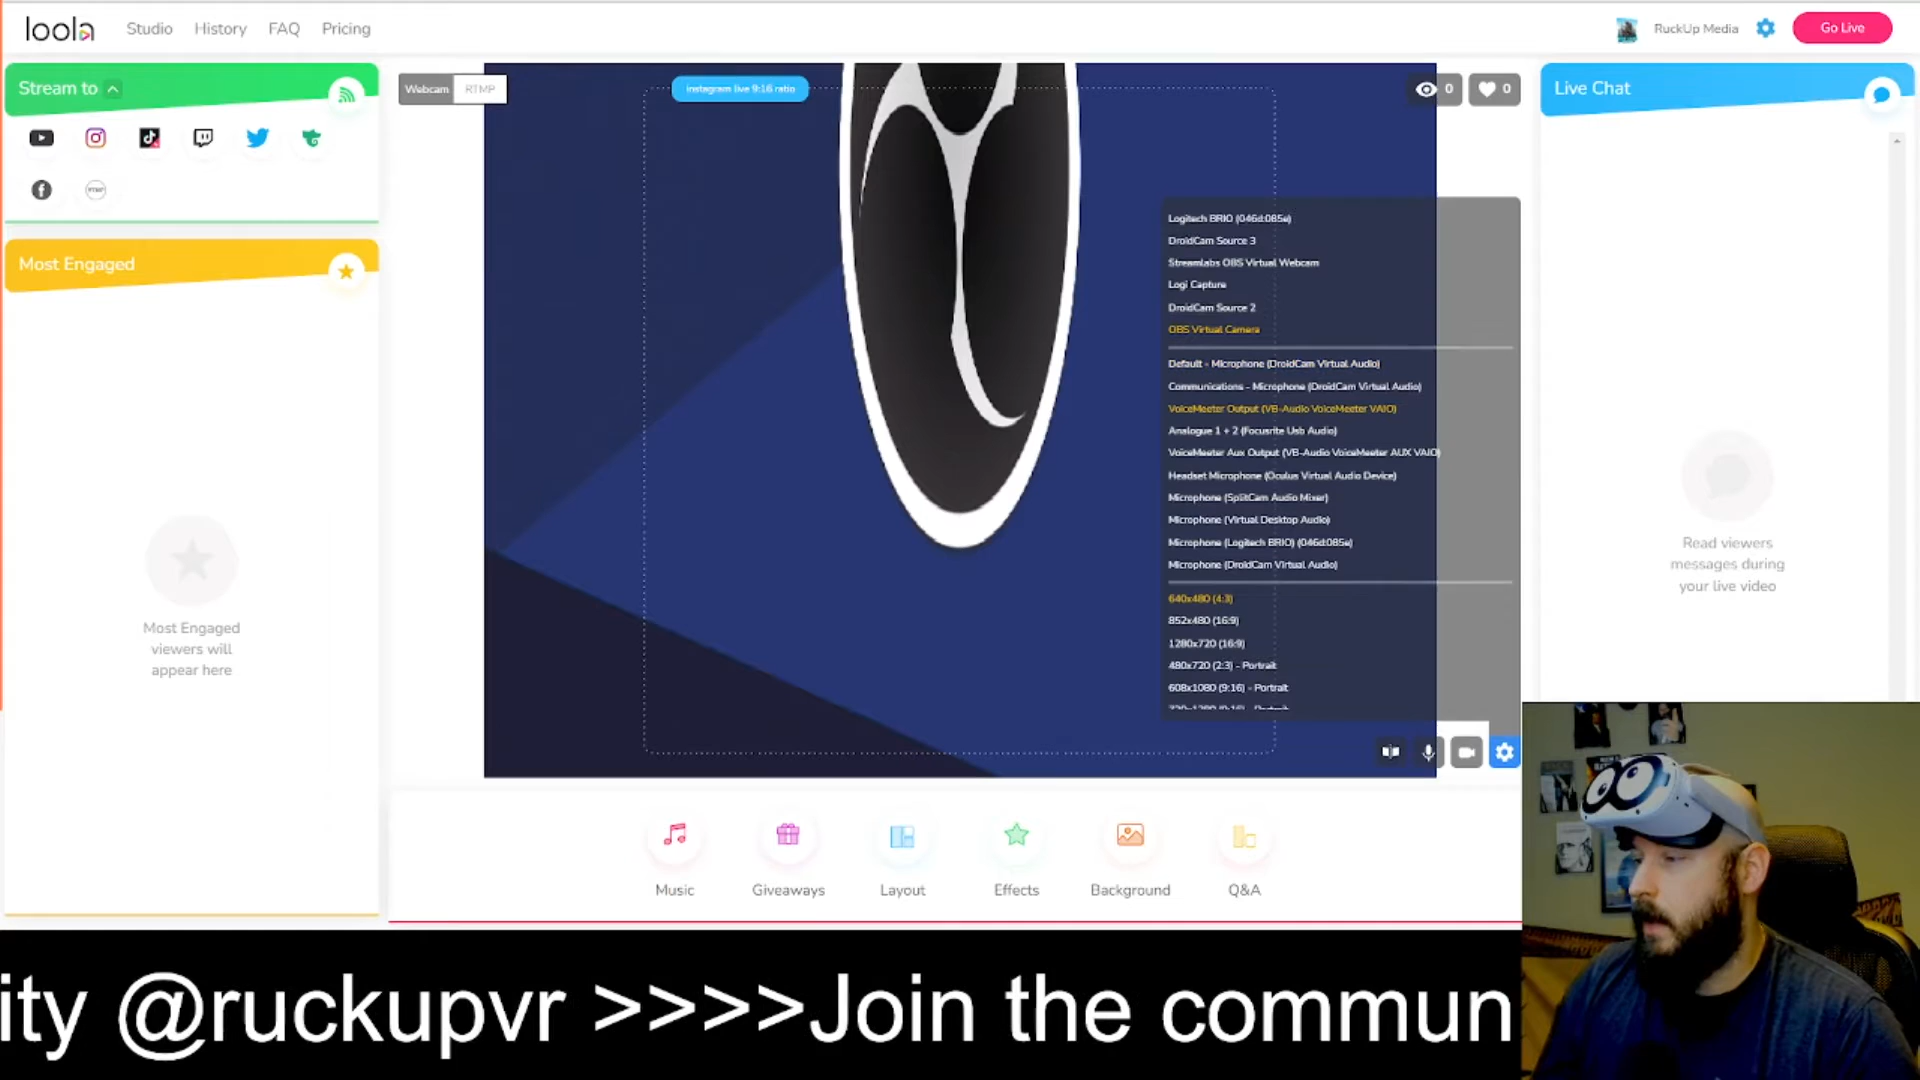 loola
Studio
History
FAQ
Pricing
RuckUp Media
Go Live
Stream to
Most Engaged
Most Engaged
viewers will
appear here
Webcam
RTMP
Instagram live 9:16 ratio
0
0
Logitech BRIO (046d:085e)
DroidCam Source 3
Streamlabs OBS Virtual Webcam
Logi Capture
DroidCam Source 2
OBS Virtual Camera
Default - Microphone (DroidCam Virtual Audio)
Communications - Microphone (DroidCam Virtual Audio)
VoiceMeeter Output (VB-Audio VoiceMeeter VAIO)
Analogue 1 + 2 (Focusrite Usb Audio)
VoiceMeeter Aux Output (VB-Audio VoiceMeeter AUX VAIO)
Headset Microphone (Oculus Virtual Audio Device)
Microphone (SplitCam Audio Mixer)
Microphone (Virtual Desktop Audio)
Microphone (Logitech BRIO) (046d:085e)
Microphone (DroidCam Virtual Audio)
640x480 (4:3)
852x480 (16:9)
1280x720 (16:9)
480x720 (2:3) - Portrait
608x1080 (9:16) - Portrait
720x1280 (9:16) - Portrait
Live Chat
Read viewers
messages during
your live video
Music
Giveaways
Layout
Effects
Background
Q&A
ity @ruckupvr >>>>Join the commun